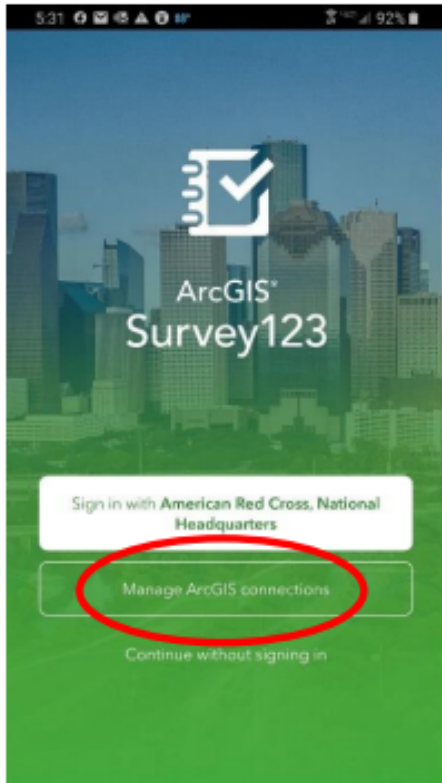 5:31 88° 92%
ArcGIS®
Survey123
Sign in with American Red Cross, National
Headquarters
Manage ArcGIS connections
Continue without signing in